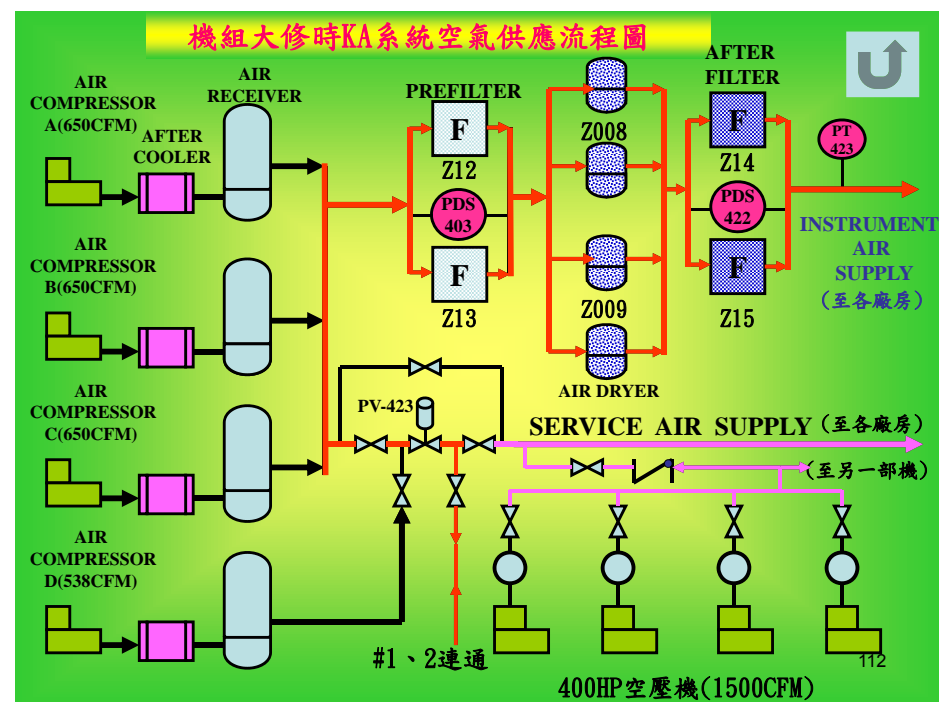 機組大修時KA系統空氣供應流程圖
AIR
COMPRESSOR
A(650CFM)
AFTER
COOLER
AIR
RECEIVER
PREFILTER
F
Z12
PDS
403
F
Z13
Z008
Z009
AIR DRYER
AFTER
FILTER
F
Z14
PDS
422
F
Z15
PT
423
INSTRUMENT
AIR
SUPPLY
(至各廠房)
AIR
COMPRESSOR
B(650CFM)
AIR
COMPRESSOR
C(650CFM)
PV-423
SERVICE AIR SUPPLY(至各廠房)
(至另一部機)
AIR
COMPRESSOR
D(538CFM)
#1、2連通
400HP空壓機(1500CFM)
112